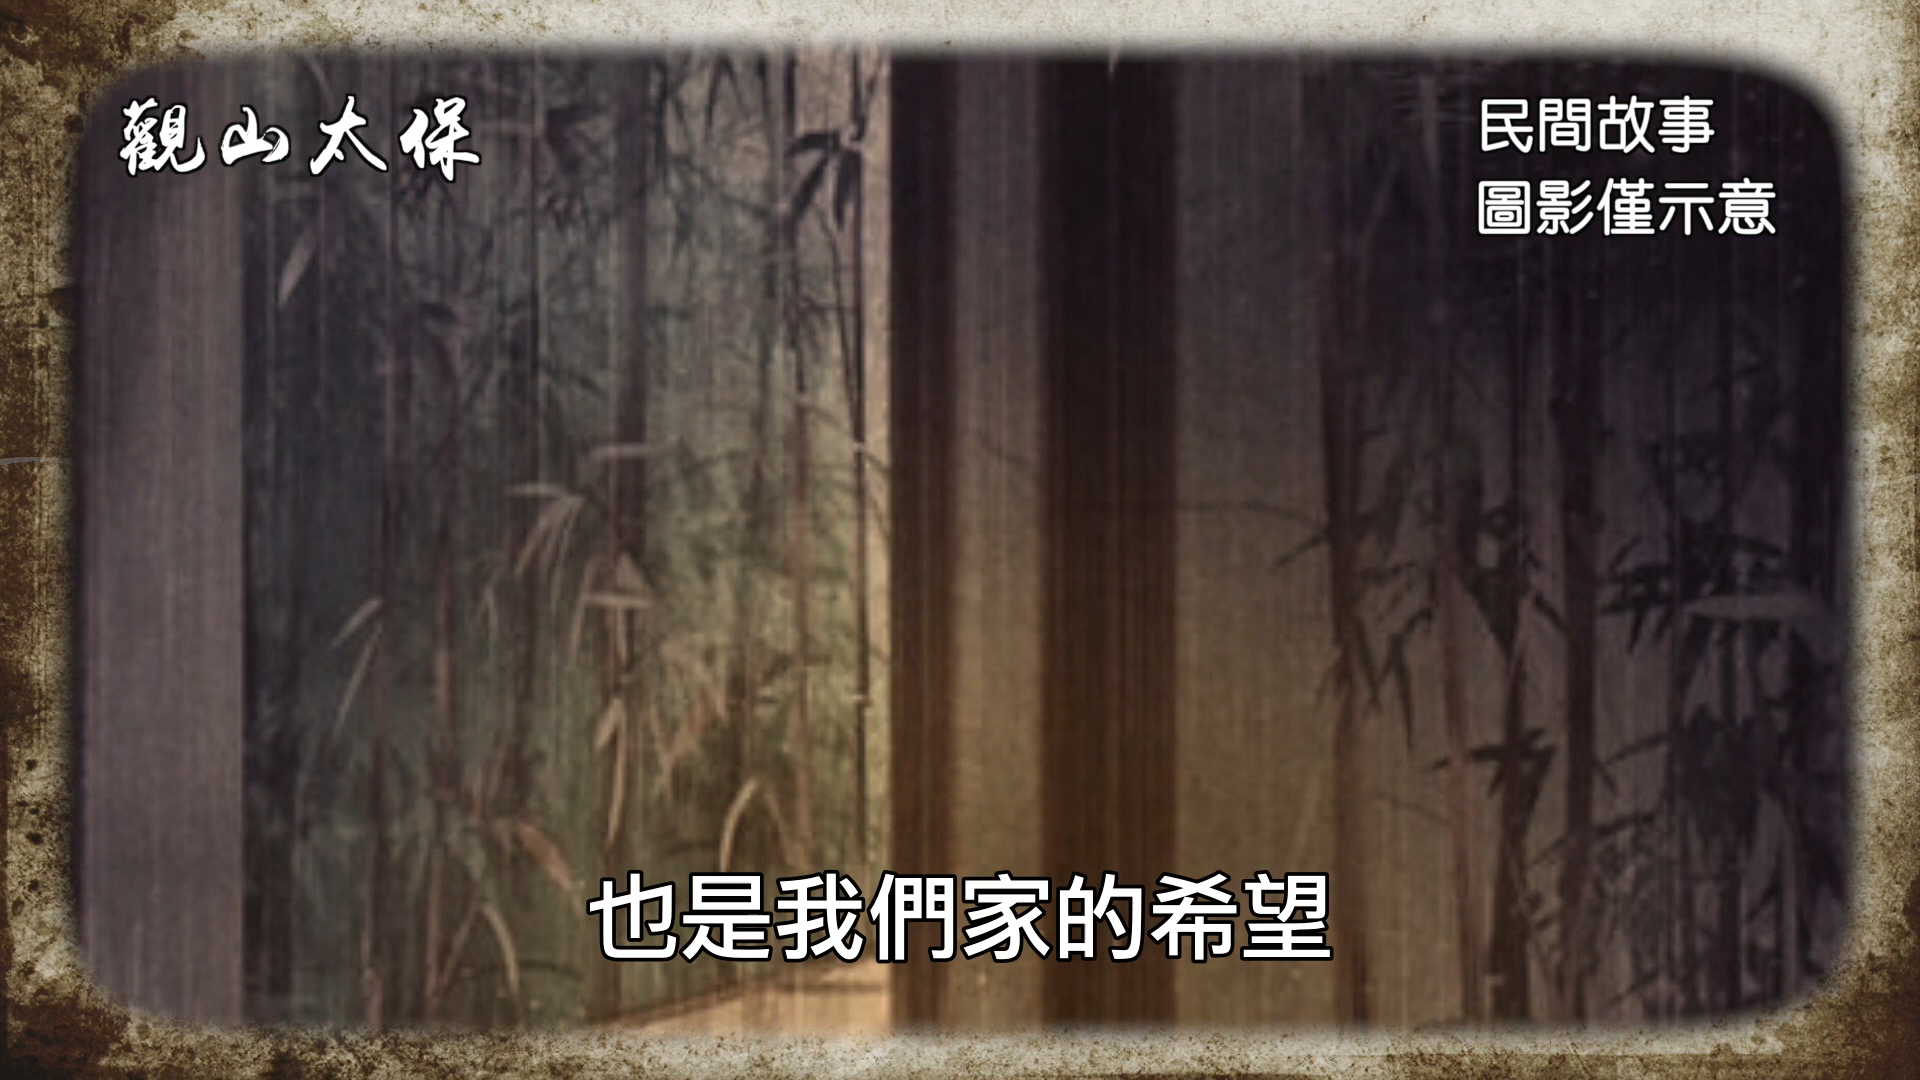 觀山太保
民間故事
圖影僅示意
也是我們家的希望